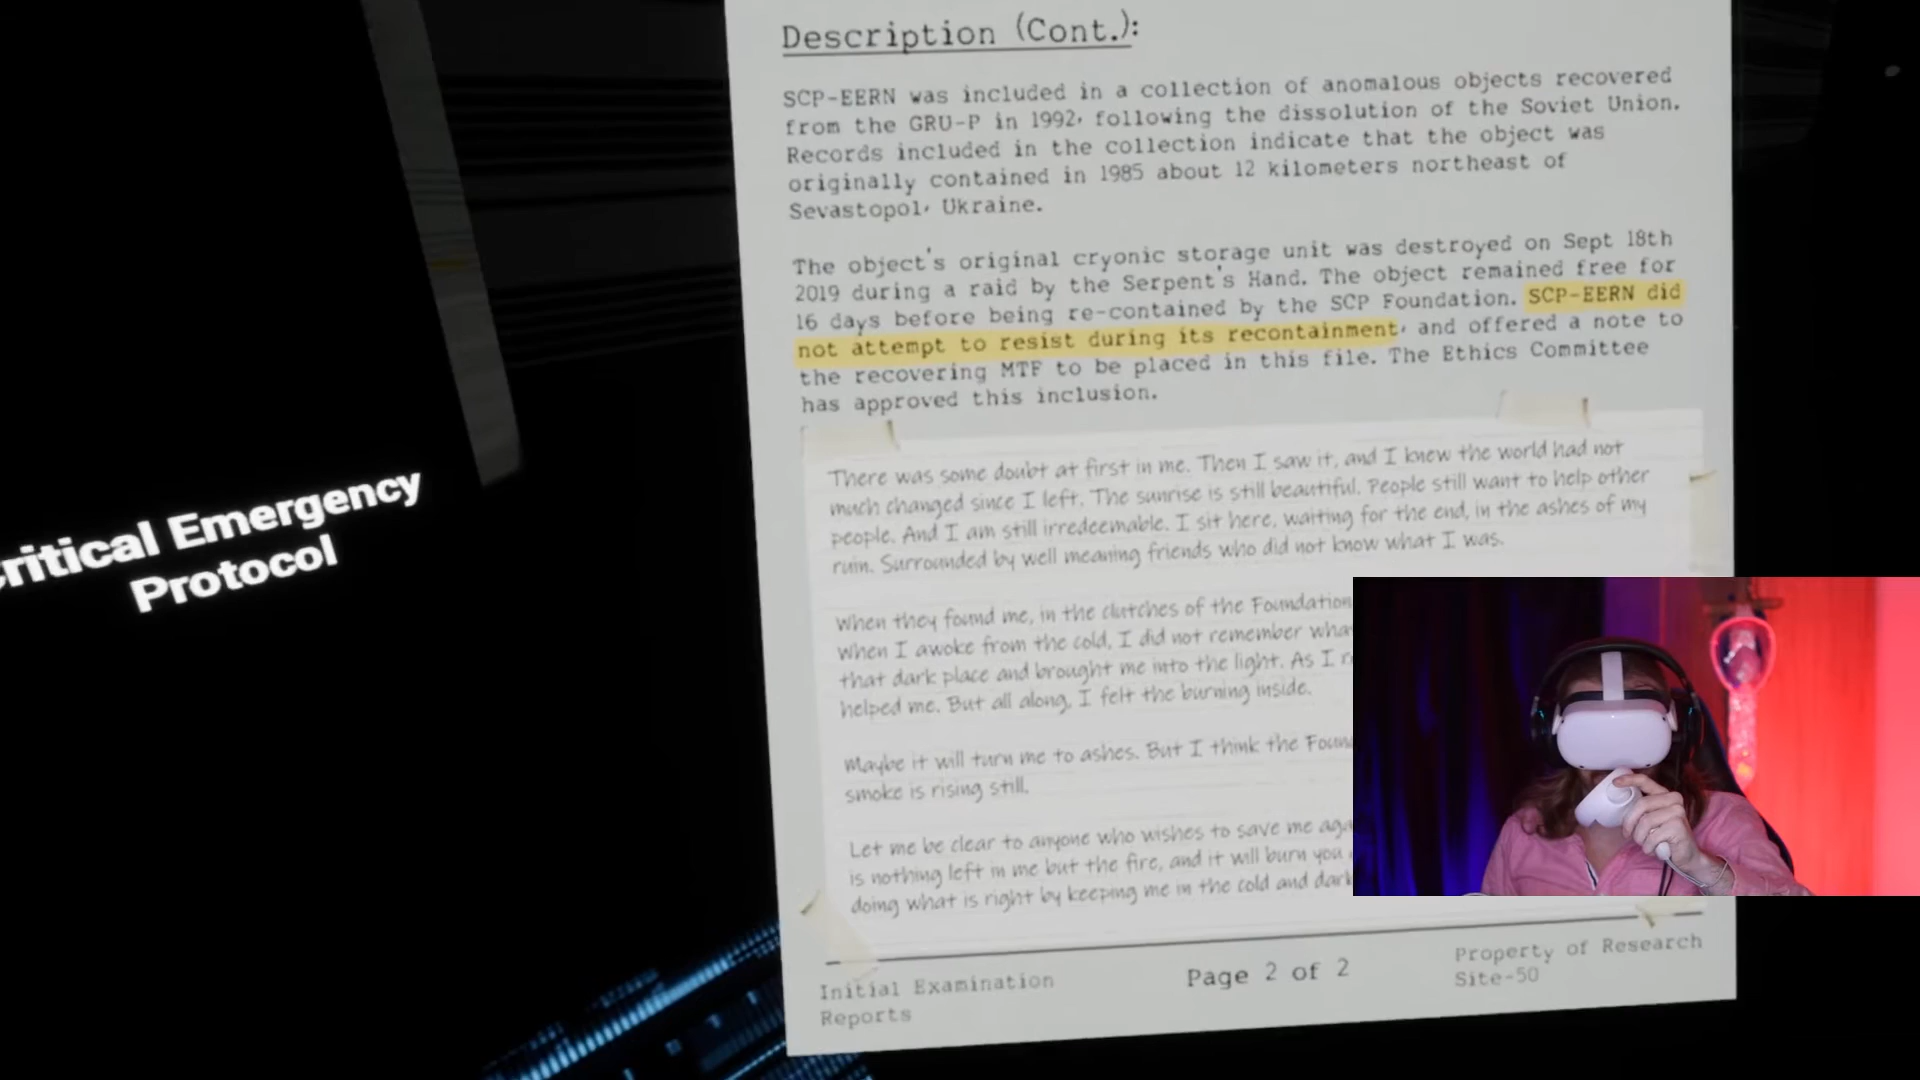 Description (Cont.):
SCP-EERN was included in a collection of anomalous objects recovered
from the GRU-P in 1992, following the dissolution of the Soviet Union.
Records included in the collection indicate that the object was
originally contained in 1985 about 12 kilometers northeast of
Sevastopol, Ukraine.
The object's original cryonic storage unit was destroyed on Sept 18th
2019 during a raid by the Serpent's Hand. The object remained free for
16 days before being re-contained by the SCP Foundation. SCP-EERN did
not attempt to resist during its recontainment, and offered a note to
the recovering MTF to be placed in this file. The Ethics Committee
has approved this inclusion.
There was some doubt at first in me. Then I saw it, and I knew the world had not
much changed since I left. The sunrise is still beautiful. People still want to help other
people. And I am still irredeemable. I sit here, waiting for the end, in the ashes of my
ruin. Surrounded by well meaning friends who did not know what I was.
When they found me, in the clutches of the Foundation
when I awoke from the cold, I did not remember
that dark place and brought me into the light. As I
helped me. But all along, I felt the burning inside.
Maybe it will turn me to ashes. But I think the
smoke is rising still.
Let me be clear to anyone who wishes to save me
is nothing left in me but the fire, and it will burn you
doing what is right by keeping me in the cold and
Initial Examination
Reports
Page 2 of 2
Property of Research
Site-50
ritical Emergency
Protocol